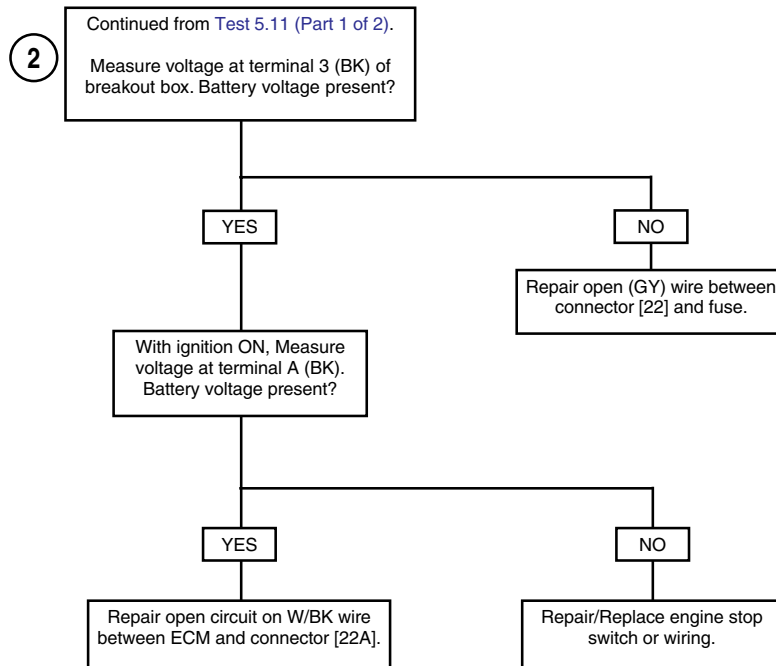 2
Continued from Test 5.11 (Part 1 of 2).
Measure voltage at terminal 3 (BK) of
breakout box. Battery voltage present?
YES
NO
Repair open (GY) wire between
connector [22] and fuse.
With ignition ON, Measure
voltage at terminal A (BK).
Battery voltage present?
YES
NO
Repair open circuit on W/BK wire
between ECM and connector [22A].
Repair/Replace engine stop
switch or wiring.